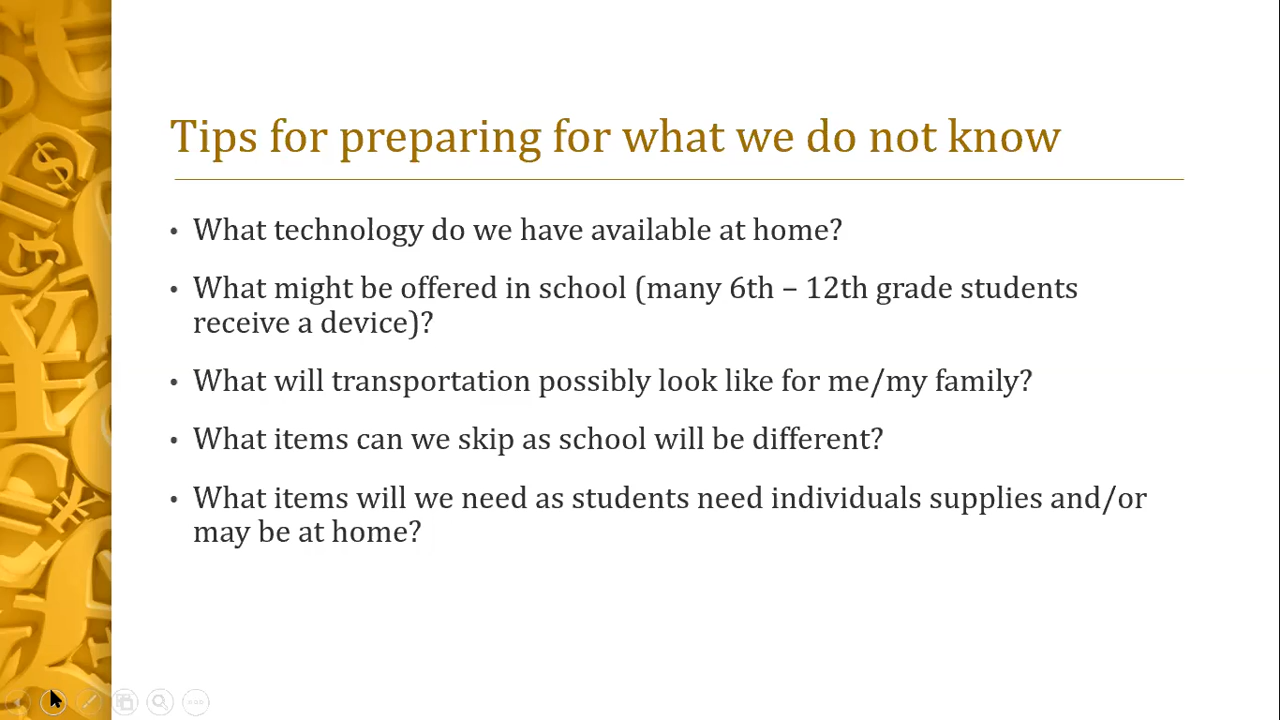 Tips for preparing for what we do not know
• What technology do we have available at home?
• What might be offered in school (many 6th – 12th grade students
receive a device)?
• What will transportation possibly look like for me/my family?
• What items can we skip as school will be different?
• What items will we need as students need individuals supplies and/or
may be at home?